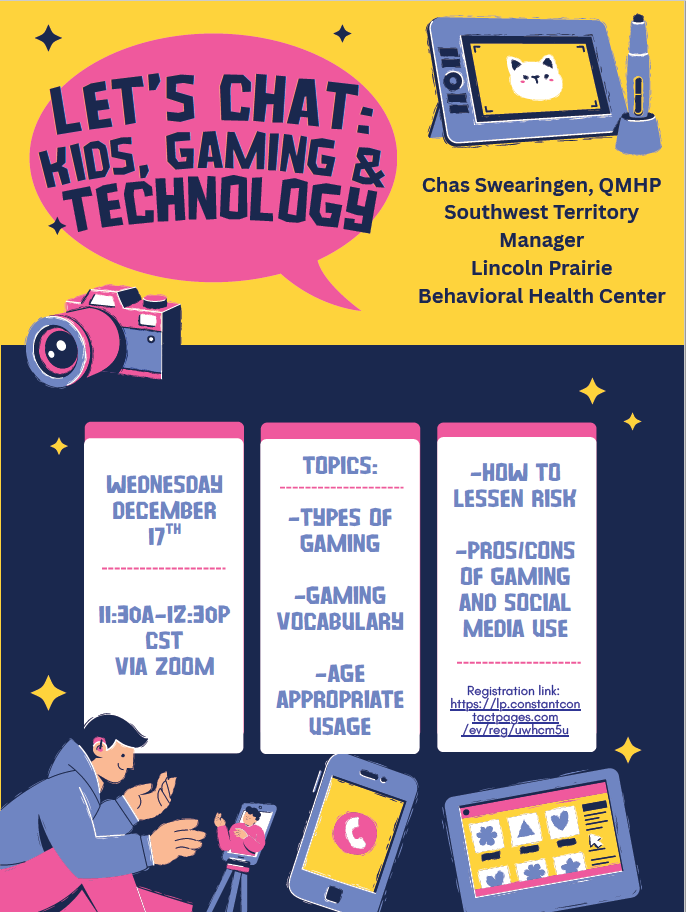 LET'S CHAT:
KIDS, GAMING &
TECHNOLOGY
Chas Swearingen, QMHP
Southwest Territory
Manager
Lincoln Prairie
Behavioral Health Center
WEDNESDAY
DECEMBER
17TH
11:30A-12:30P
CST
VIA ZOOM
TOPICS:
-TYPES OF
GAMING
-GAMING
VOCABULARY
-AGE
APPROPRIATE
USAGE
-HOW TO
LESSEN RISK
-PROS/CONS
OF GAMING
AND SOCIAL
MEDIA USE
Registration link:
https://lp.constantcon
tactpages.com
/ev/reg/uwhcm5u